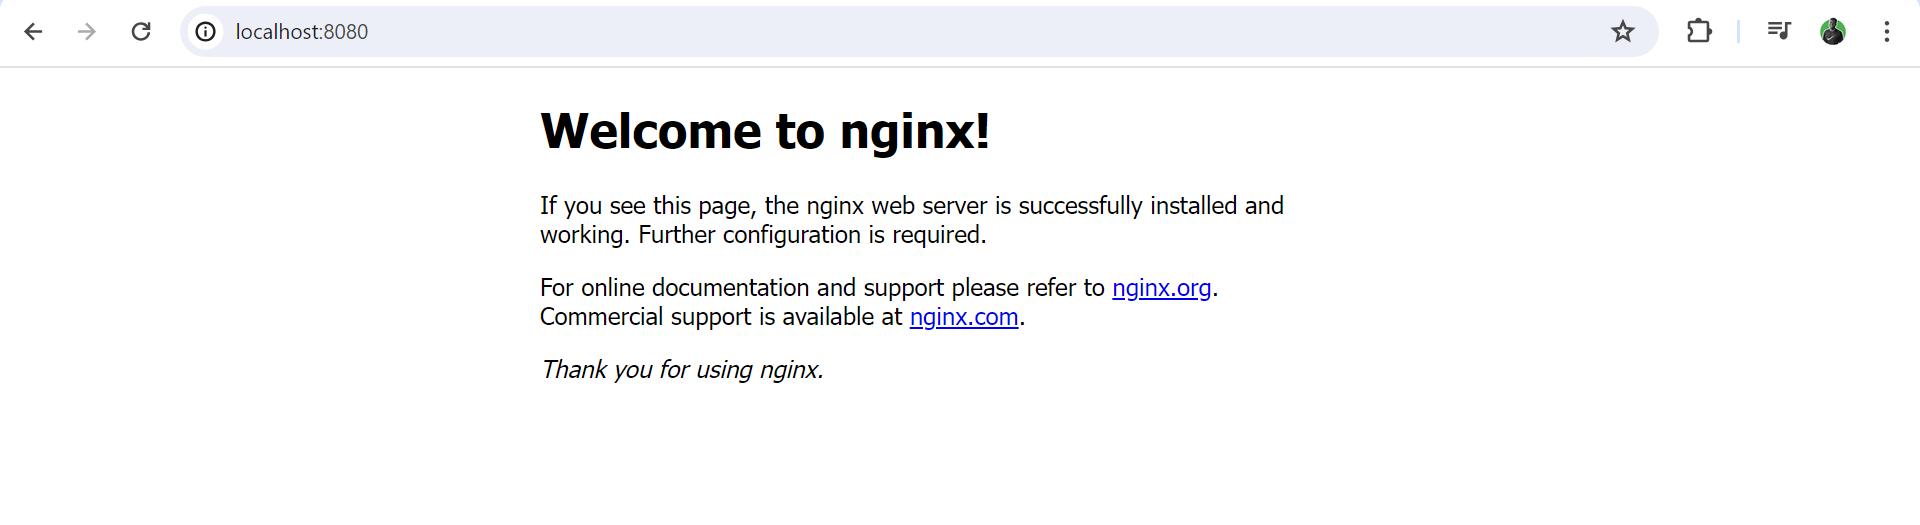 localhost:8080
Welcome to nginx!
If you see this page, the nginx web server is successfully installed and
working. Further configuration is required.
For online documentation and support please refer to nginx.org.
Commercial support is available at nginx.com.
Thank you for using nginx.